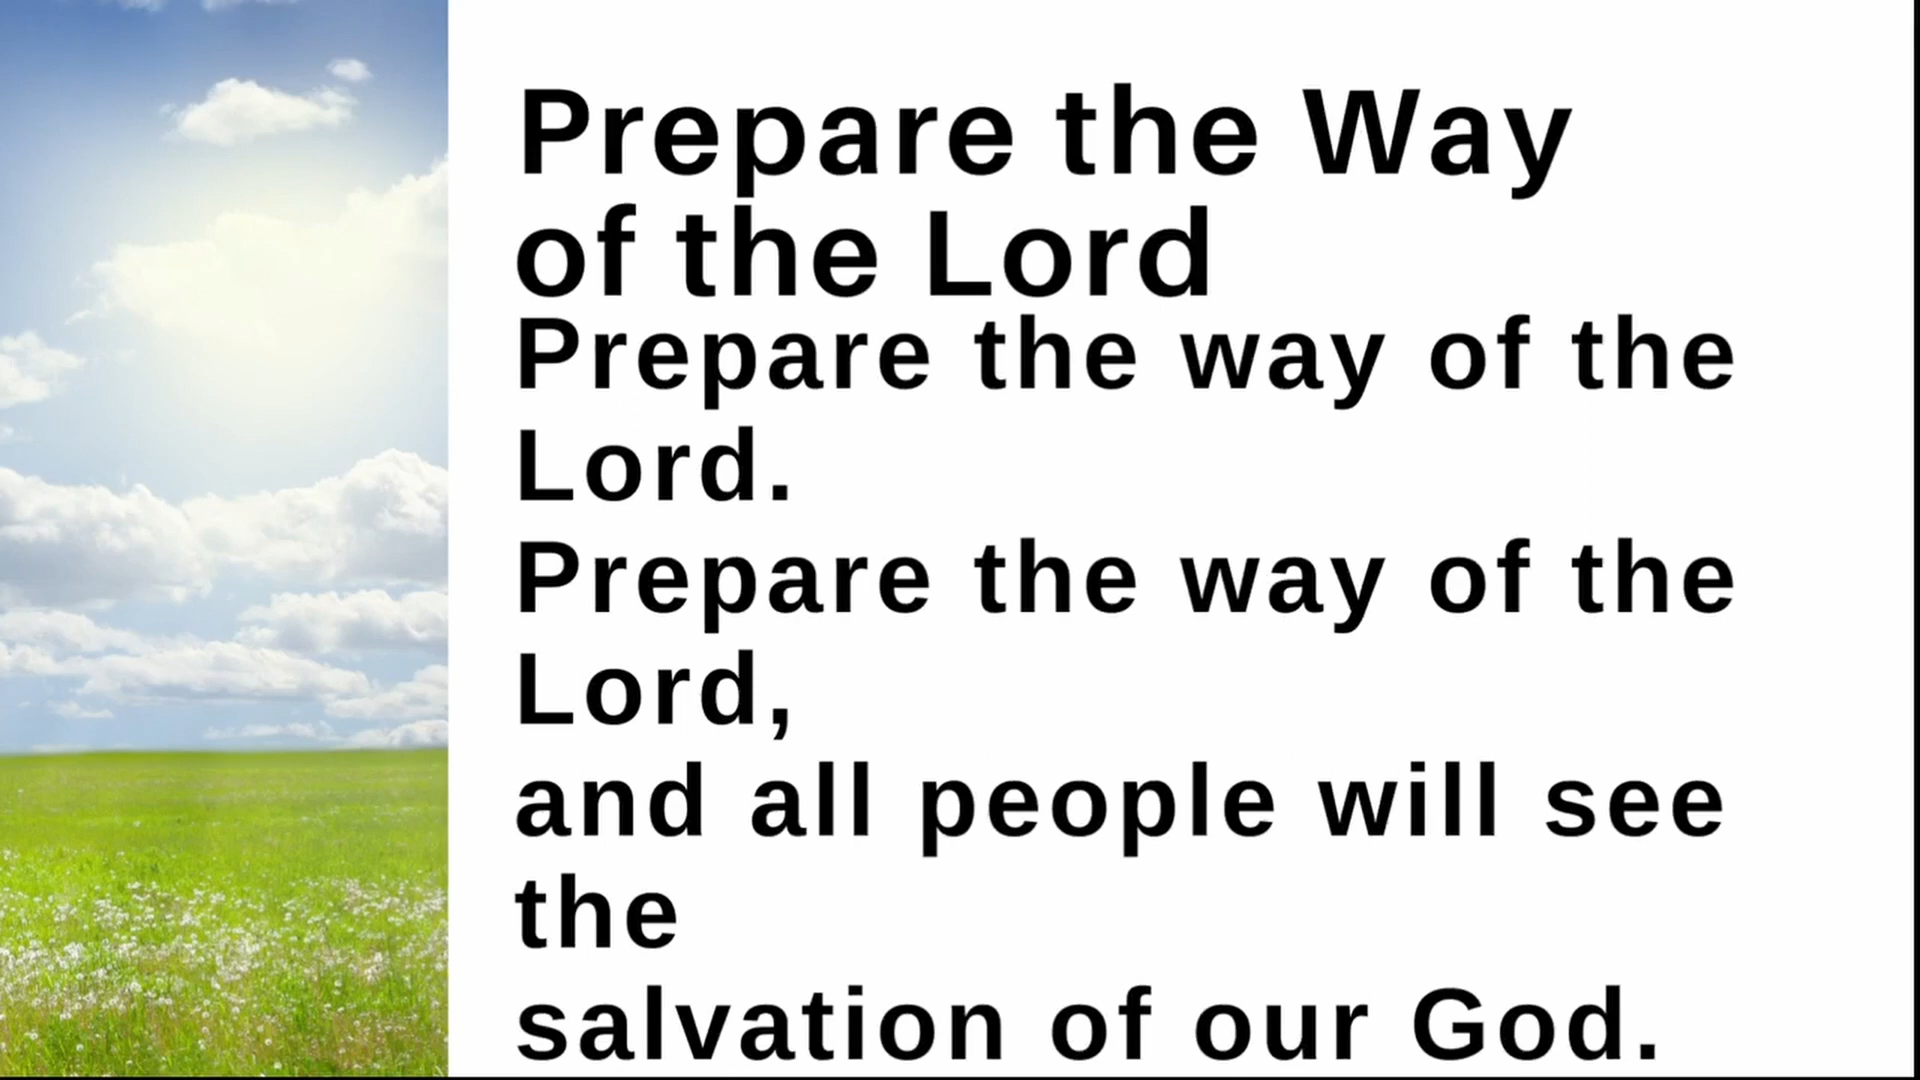 Prepare the Way
of the Lord
Prepare the way of the
Lord.
Prepare the way of the
Lord,
and all people will see
the
salvation of our God.